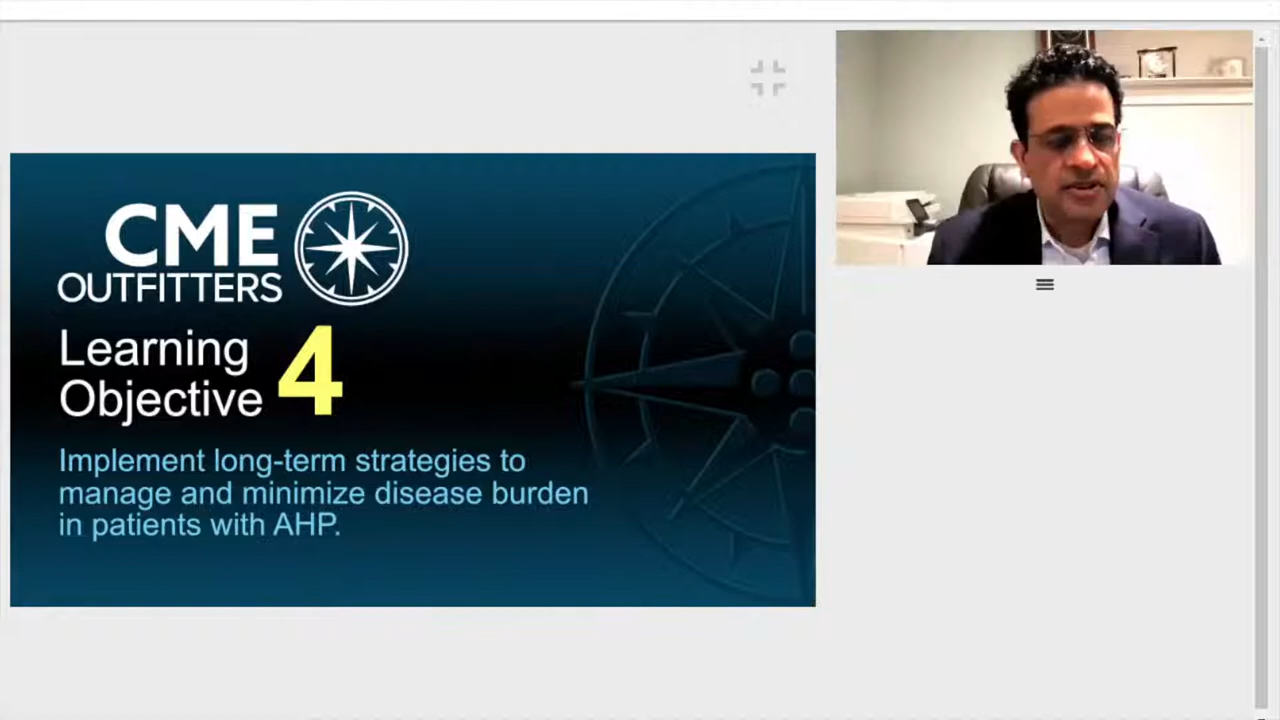 CME
OUTFITTERS
Learning
Objective 4
Implement long-term strategies to
manage and minimize disease burden
in patients with AHP.